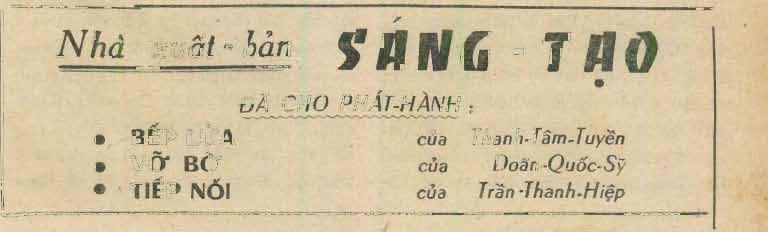 Nhà xuất-bản SÁNG-TẠO
ĐÃ CHO PHÁT-HÀNH :
• BẾP LỬA của Thanh-Tâm-Tuyền
• VỠ BỜ của Doãn-Quốc-Sỹ
• TIẾP NỐI của Trần-Thanh-Hiệp